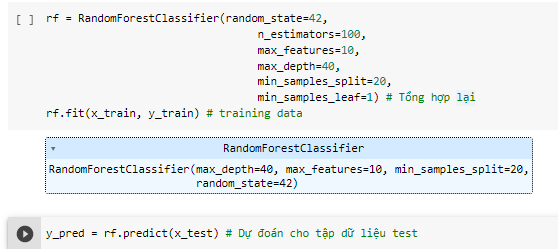 [ ] rf = RandomForestClassifier(random_state=42,
n_estimators=100,
max_features=10,
max_depth=40,
min_samples_split=20,
min_samples_leaf=1) # Tổng hợp lại
rf.fit(x_train, y_train) # training data
RandomForestClassifier
RandomForestClassifier(max_depth=40, max_features=10, min_samples_split=20,
random_state=42)
y_pred = rf.predict(x_test) # Dự đoán cho tập dữ liệu test